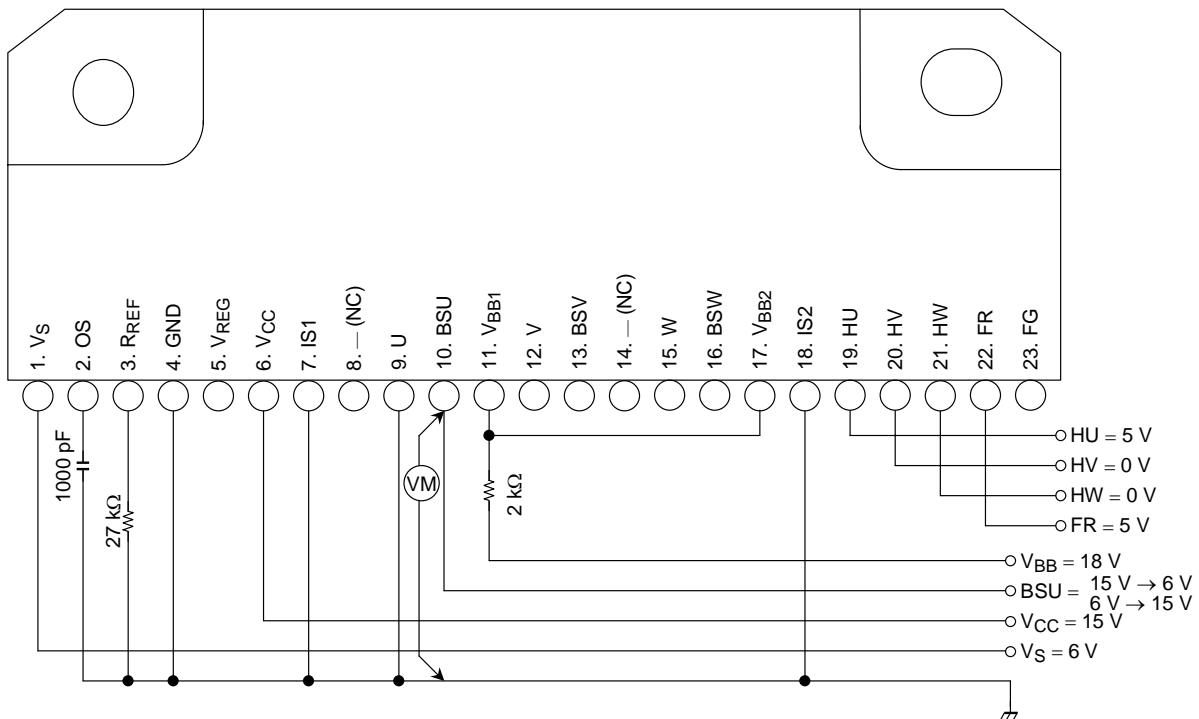 1. VS
2. OS
3. RREF
4. GND
5. VREG
6. VCC
7. IS1
8. — (NC)
9. U
10. BSU
11. VBB1
12. V
13. BSV
14. — (NC)
15. W
16. BSW
17. VBB2
18. IS2
19. HU
20. HV
21. HW
22. FR
23. FG
1000 pF
27 kΩ
VM
2 kΩ
HU = 5 V
HV = 0 V
HW = 0 V
FR = 5 V
VBB = 18 V
BSU = 15 V → 6 V
6 V → 15 V
VCC = 15 V
VS = 6 V